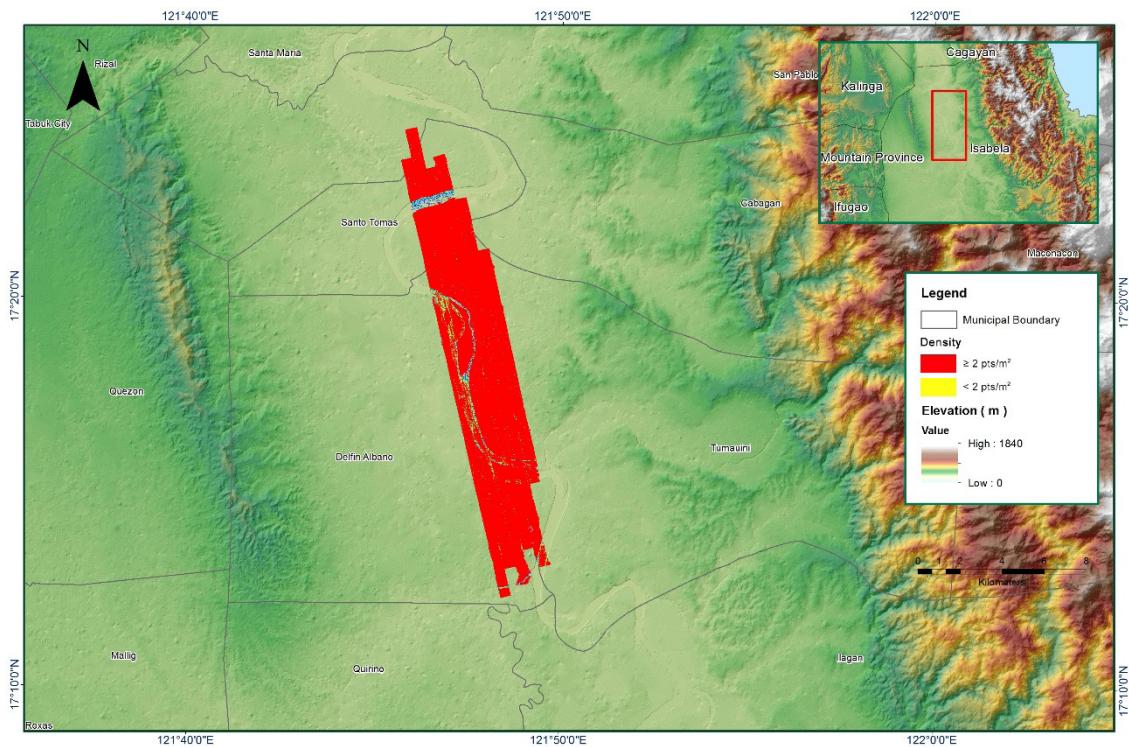 121°40'0"E
121°50'0"E
122°0'0"E
N
Rizal
Santa Maria
San Pablo
Tabuk City
Cagayan
Kalinga
Isabela
Mountain Province
Ifugao
Cabagan
Santo Tomas
Maconacon
17°20'0"N
17°20'0"N
Legend
Municipal Boundary
Density
≥ 2 pts/m²
< 2 pts/m²
Elevation ( m )
Value
High : 1840
Low : 0
Quezon
Tumauini
Delfin Albano
0 1 2 4 6 8
Kilometers
Mallig
Quirino
Ilagan
17°10'0"N
17°10'0"N
Roxas
121°40'0"E
121°50'0"E
122°0'0"E